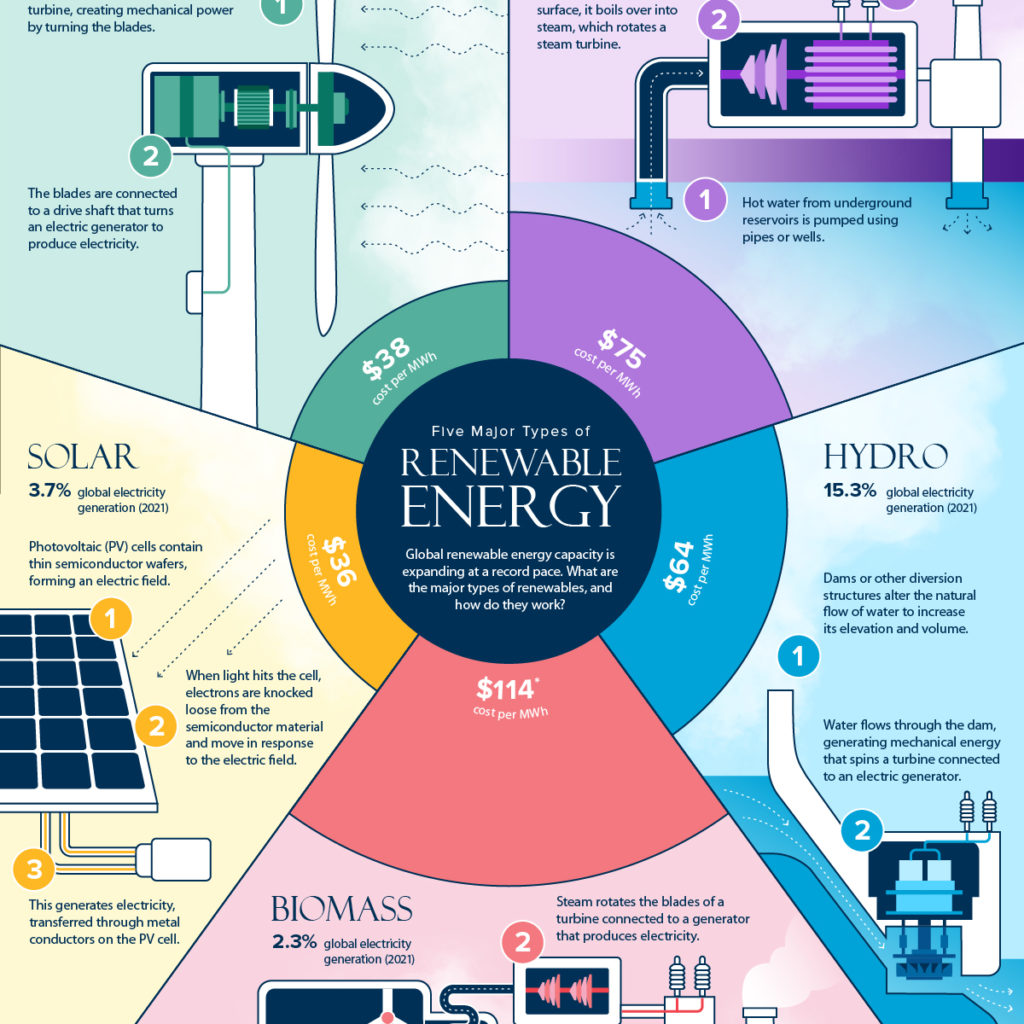 turbine, creating mechanical power
by turning the blades.
1
2
The blades are connected
to a drive shaft that turns
an electric generator to
produce electricity.
surface, it boils over into
steam, which rotates a
steam turbine.
2
1
Hot water from underground
reservoirs is pumped using
pipes or wells.
$38
cost per MWh
$75
cost per MWh
$36
cost per MWh
$64
cost per MWh
$114*
cost per MWh
Five Major Types of
RENEWABLE
ENERGY
Global renewable energy capacity is
expanding at a record pace. What are
the major types of renewables, and
how do they work?
SOLAR
3.7% global electricity
generation (2021)
Photovoltaic (PV) cells contain
thin semiconductor wafers,
forming an electric field.
1
When light hits the cell,
electrons are knocked
loose from the
semiconductor material
and move in response
to the electric field.
2
3
This generates electricity,
transferred through metal
conductors on the PV cell.
HYDRO
15.3% global electricity
generation (2021)
Dams or other diversion
structures alter the natural
flow of water to increase
its elevation and volume.
1
Water flows through the dam,
generating mechanical energy
that spins a turbine connected
to an electric generator.
2
BIOMASS
2.3% global electricity
generation (2021)
Steam rotates the blades of a
turbine connected to a generator
that produces electricity.
2